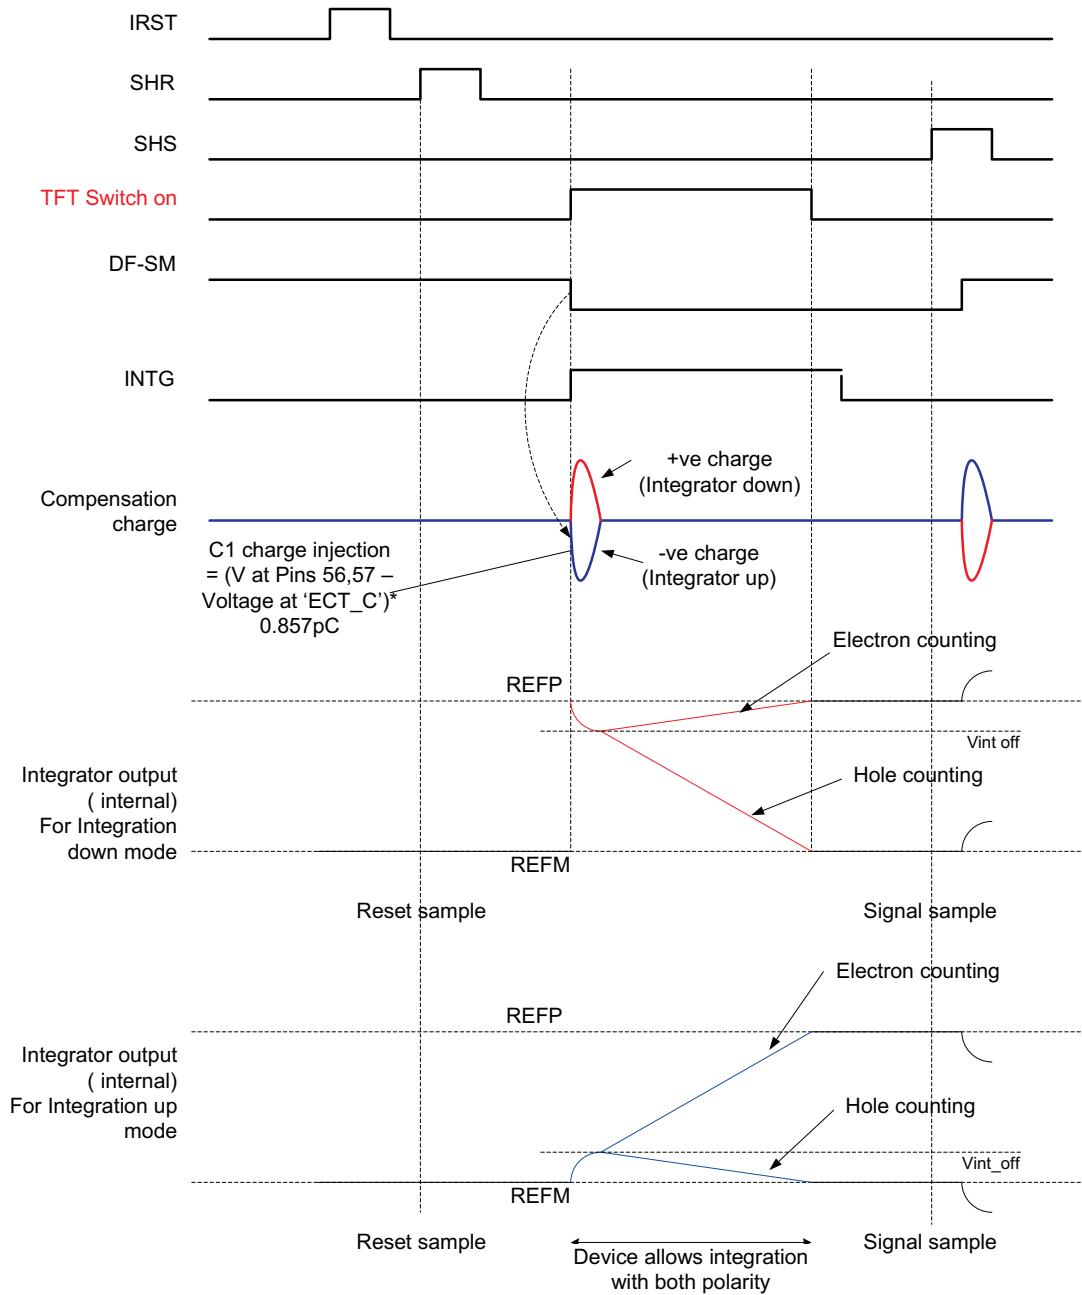 IRST
SHR
SHS
TFT Switch on
DF-SM
INTG
+ve charge
(Integrator down)
Compensation
charge
-ve charge
(Integrator up)
C1 charge injection
= (V at Pins 56,57 –
Voltage at ‘ECT_C’)*
0.857pC
Electron counting
REFP
Vint off
Hole counting
Integrator output
( internal)
For Integration
down mode
REFM
Reset sample
Signal sample
Electron counting
REFP
Integrator output
( internal)
For Integration up
mode
Hole counting
Vint_off
REFM
Reset sample
Signal sample
Device allows integration
with both polarity